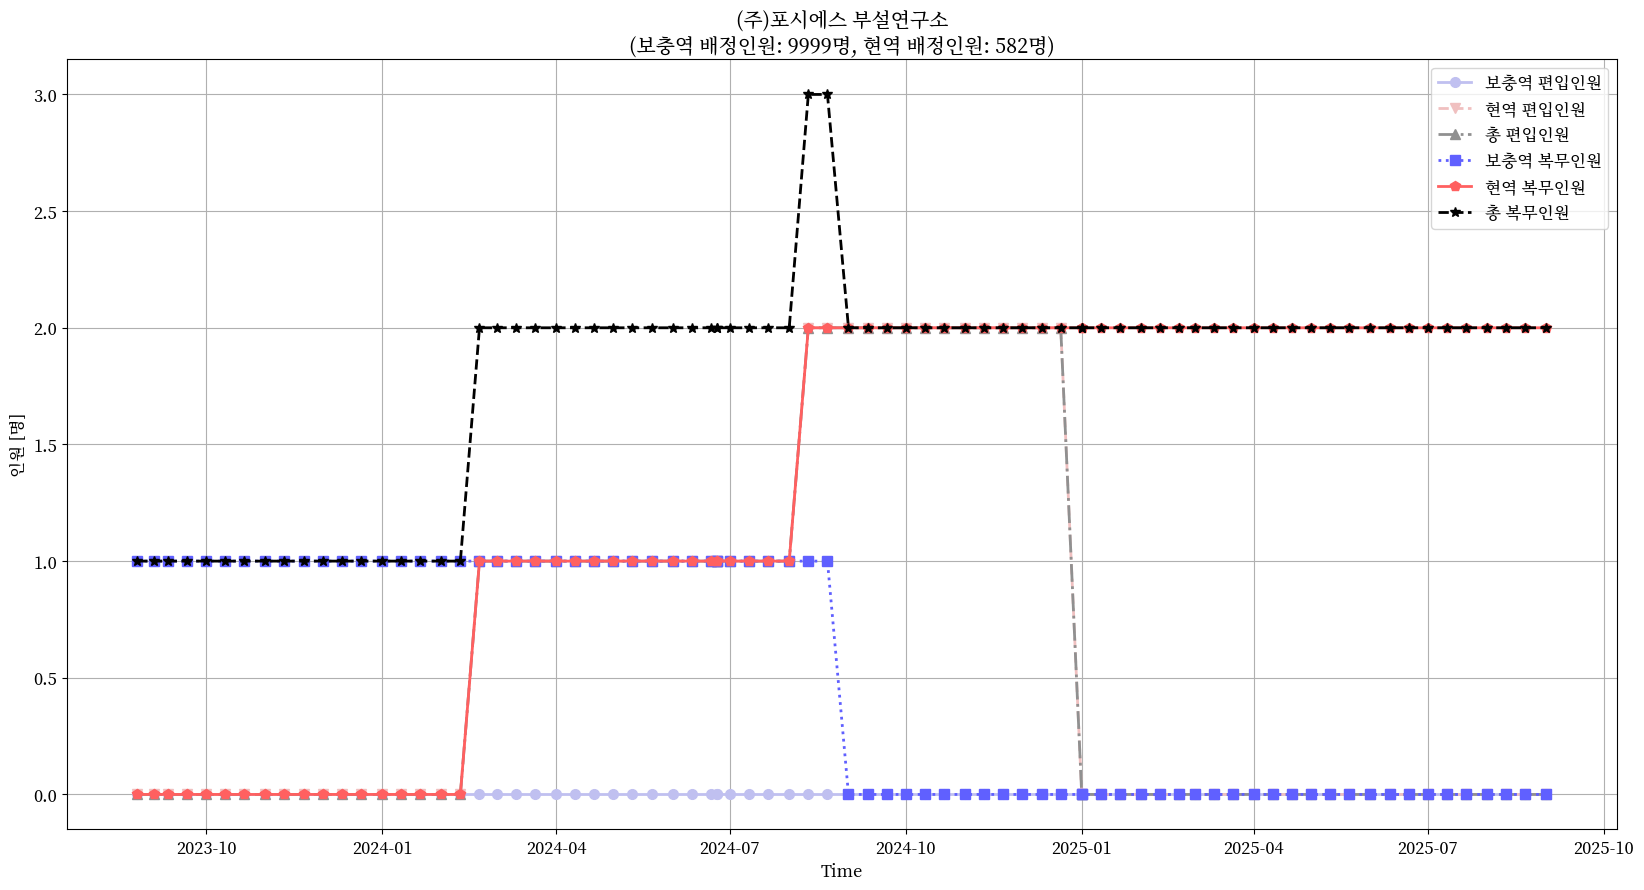 (주)포시에스 부설연구소
(보충역 배정인원: 9999명, 현역 배정인원: 582명)
보충역 편입인원
현역 편입인원
총 편입인원
보충역 복무인원
현역 복무인원
총 복무인원
인원 [명]
3.0
2.5
2.0
1.5
1.0
0.5
0.0
2023-10 2024-01 2024-04 2024-07 2024-10 2025-01 2025-04 2025-07 2025-10
Time